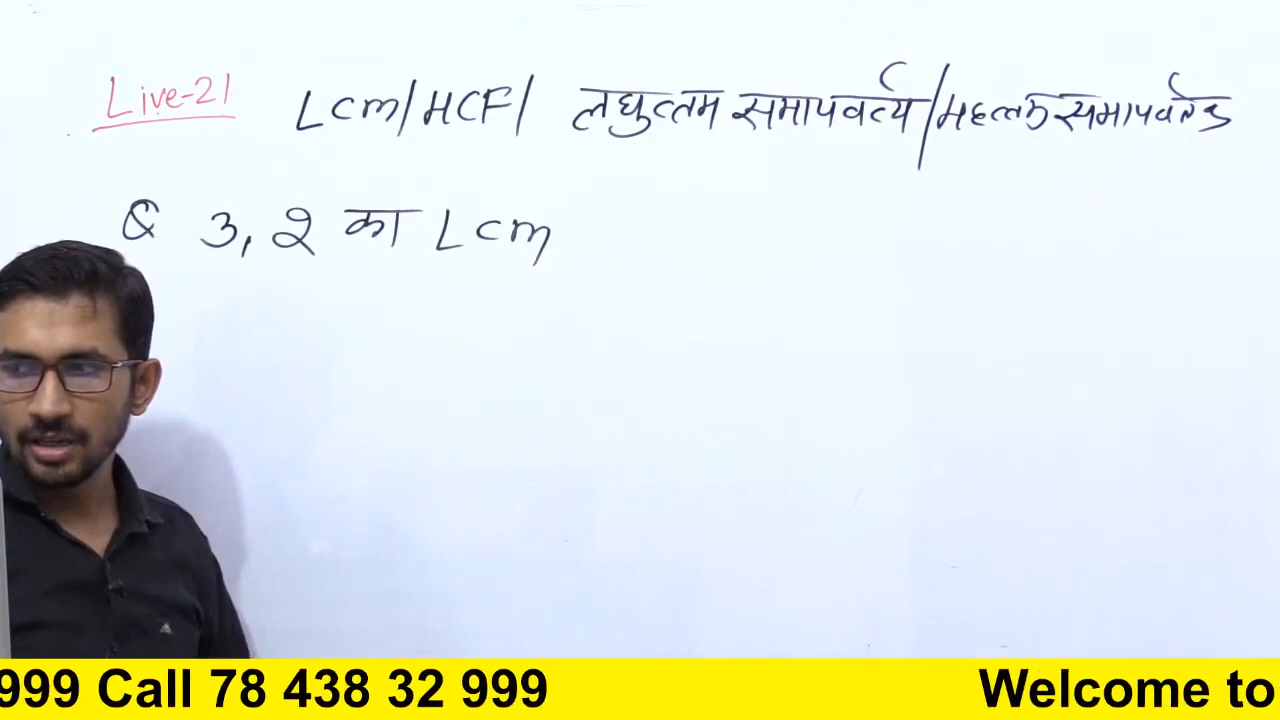 Live-21 Lcm/HCF/ लघुत्तम समापवर्त्य/महत्तम समापवर्तक
Q 3, 2 का Lcm
999 Call 78 438 32 999 Welcome to